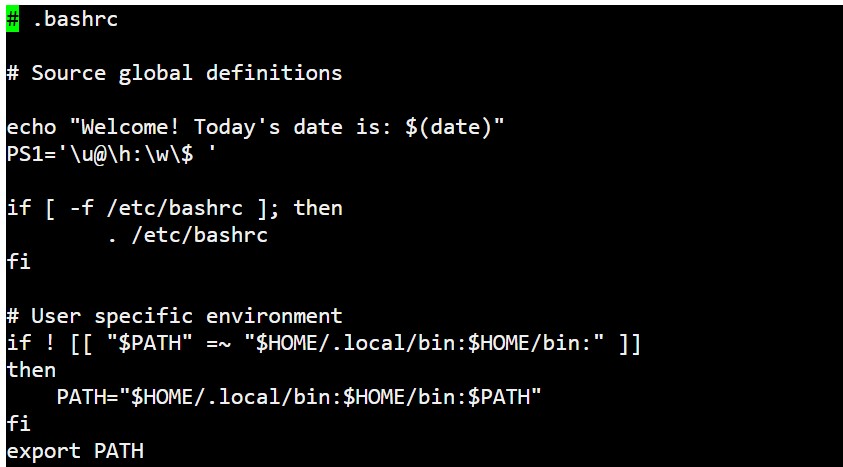 # .bashrc
# Source global definitions
echo "Welcome! Today's date is: $(date)"
PS1='\u@\h:\w\$ '
if [ -f /etc/bashrc ]; then
        . /etc/bashrc
fi
# User specific environment
if ! [[ "$PATH" =~ "$HOME/.local/bin:$HOME/bin:" ]]
then
    PATH="$HOME/.local/bin:$HOME/bin:$PATH"
fi
export PATH